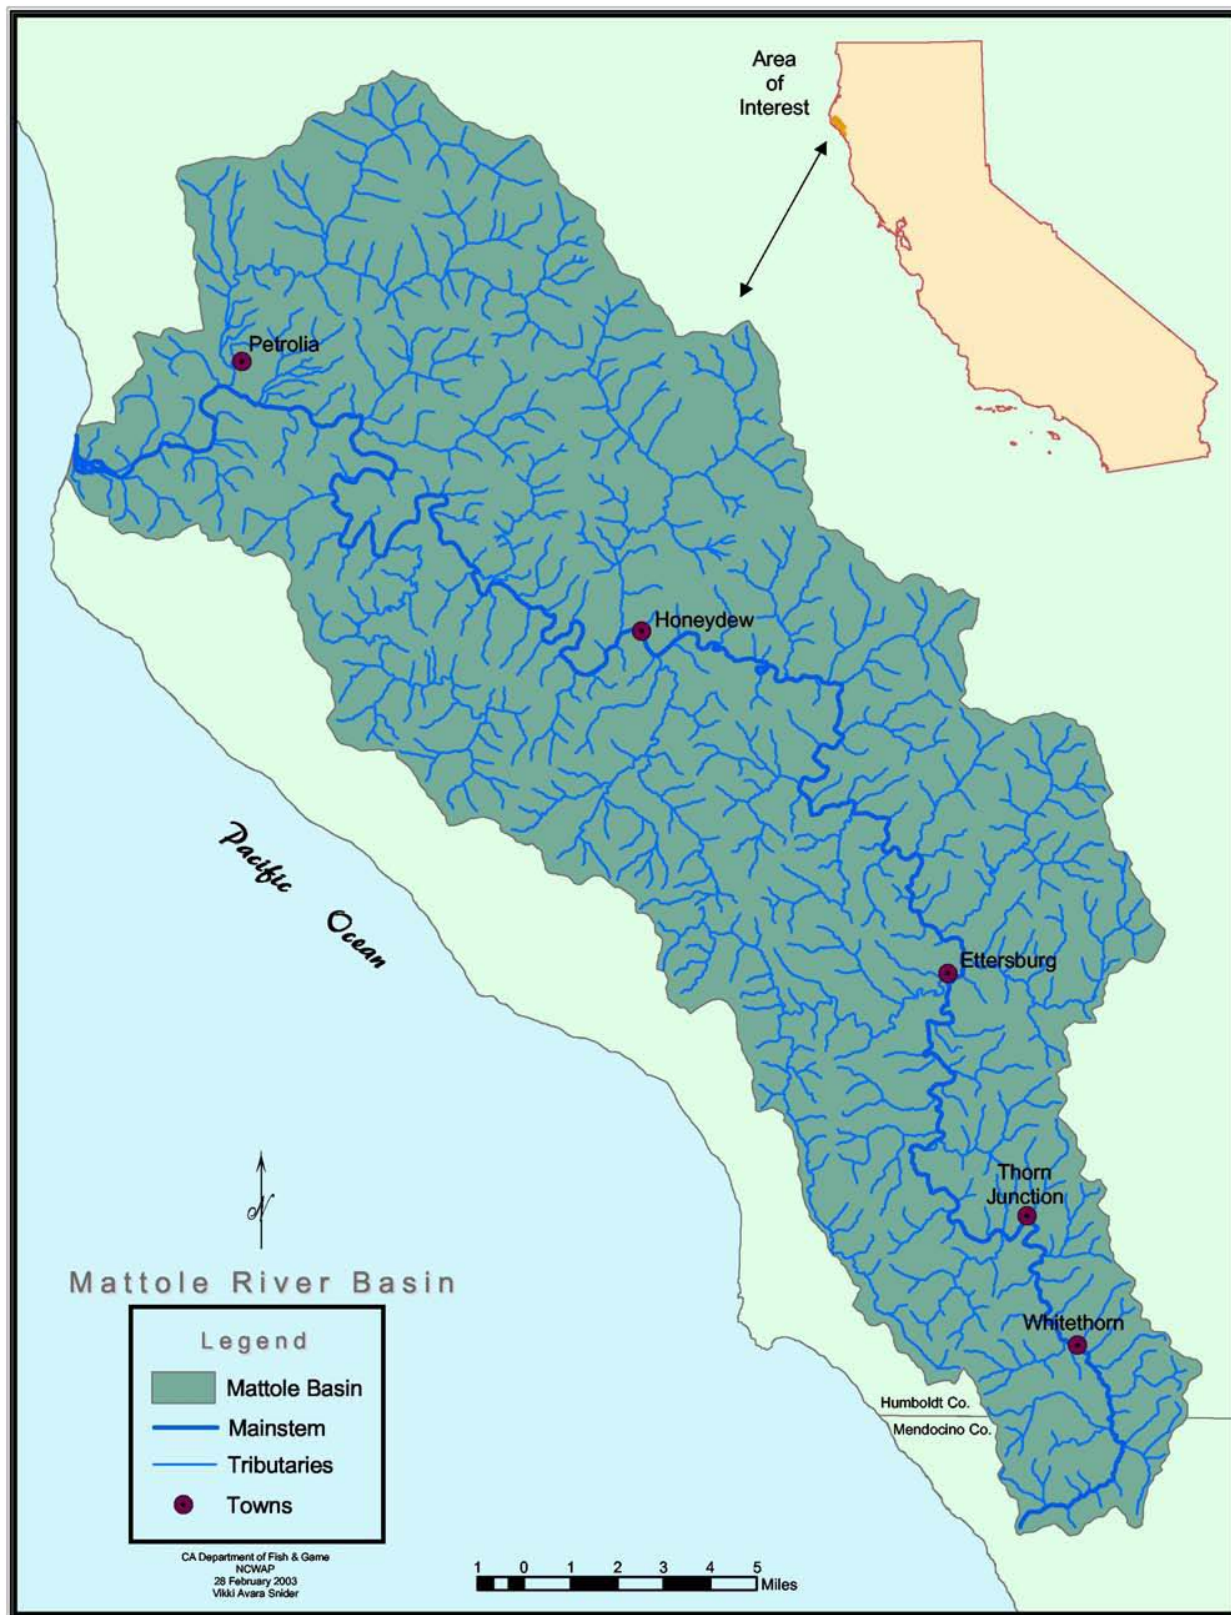 Area
of
Interest
Petrolia
Honeydew
Pacific
Ocean
Ettersburg
Thorn
Junction
Whitethorn
Humboldt Co.
Mendocino Co.
N
Mattole River Basin
Legend
Mattole Basin
Mainstem
Tributaries
Towns
CA Department of Fish & Game
NCWAP
28 February 2003
Vikki Avara Snider
1 0 1 2 3 4 5
Miles